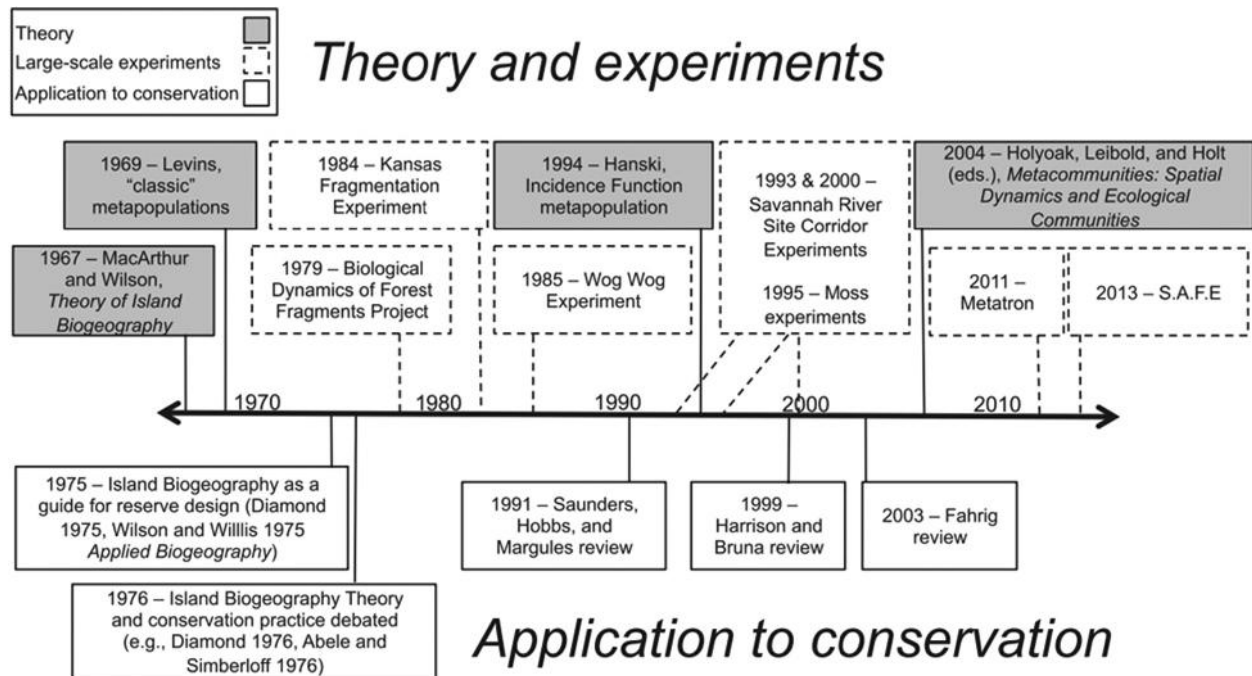 Theory
Large-scale experiments
Application to conservation
Theory and experiments
1969 – Levins,
“classic”
metapopulations
1984 – Kansas
Fragmentation
Experiment
1994 – Hanski,
Incidence Function
metapopulation
1993 & 2000 –
Savannah River
Site Corridor
Experiments
1995 – Moss
experiments
2004 – Holyoak, Leibold, and Holt
(eds.), Metacommunities: Spatial
Dynamics and Ecological
Communities
1967 – MacArthur
and Wilson,
Theory of Island
Biogeography
1979 – Biological
Dynamics of Forest
Fragments Project
1985 – Wog Wog
Experiment
2011 –
Metatron
2013 – S.A.F.E
1970
1980
1990
2000
2010
1975 – Island Biogeography as a
guide for reserve design (Diamond
1975, Wilson and Willlis 1975
Applied Biogeography)
1991 – Saunders,
Hobbs, and
Margules review
1999 –
Harrison and
Bruna review
2003 – Fahrig
review
1976 – Island Biogeography Theory
and conservation practice debated
(e.g., Diamond 1976, Abele and
Simberloff 1976)
Application to conservation